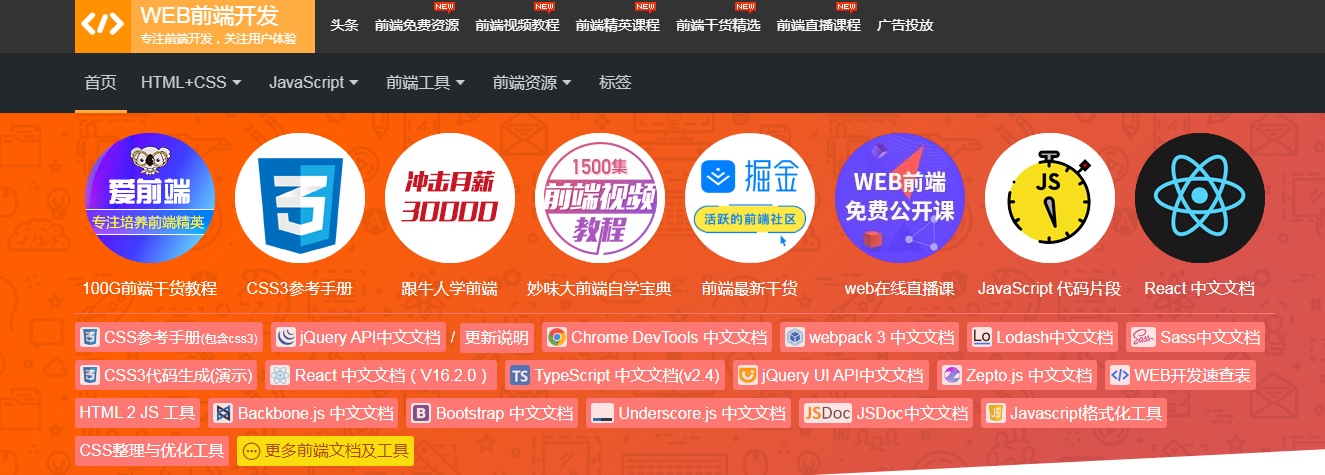 WEB前端开发
专注前端开发，关注用户体验
头条 前端免费资源 NEW 前端视频教程 NEW 前端精英课程 NEW 前端干货精选 NEW 前端直播课程 NEW 广告投放
首页 HTML+CSS JavaScript 前端工具 前端资源 标签
爱前端
专注培养前端精英
3
冲击月薪
30000
1500集
前端视频
教程
掘金
活跃的前端社区
WEB前端
免费公开课
JS
100G前端干货教程 CSS3参考手册 跟牛人学前端 妙味大前端自学宝典 前端最新干货 web在线直播课 JavaScript 代码片段 React 中文文档
CSS参考手册(包含css3) jQuery API中文文档 / 更新说明 Chrome DevTools 中文文档 webpack 3 中文文档 Lo Lodash中文文档 Sass Sass中文文档
CSS3代码生成(演示) React 中文文档 ( V16.2.0 ) TS TypeScript 中文文档(v2.4) jQuery UI API中文文档 Zepto.js 中文文档 WEB开发速查表
HTML 2 JS 工具 Backbone.js 中文文档 B Bootstrap 中文文档 Underscore.js 中文文档 JSDoc JSDoc中文文档 JS Javascript格式化工具
CSS整理与优化工具 更多前端文档及工具